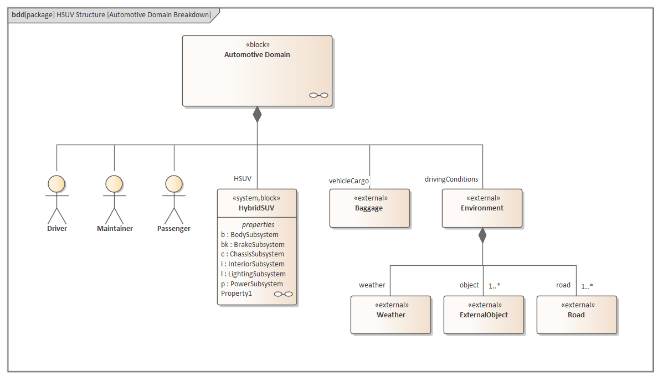 bdd[package] HSUV Structure [Automotive Domain Breakdown]
«block»
Automotive Domain
HSUV
vehicleCargo
drivingConditions
Driver
Maintainer
Passenger
«system,block»
HybridSUV
properties
b : BodySubsystem
bk : BrakeSubsystem
c : ChassisSubsystem
i : InteriorSubsystem
l : LightingSubsystem
p : PowerSubsystem
Property1
«external»
Baggage
«external»
Environment
weather
object
1..*
road
1..*
«external»
Weather
«external»
ExternalObject
«external»
Road